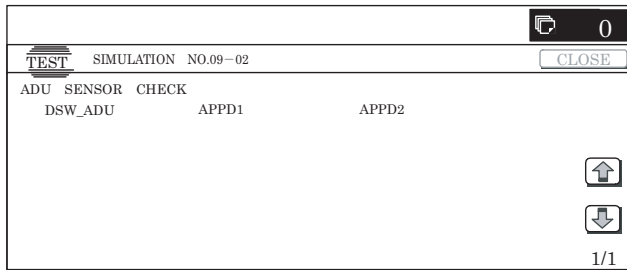 0
TEST SIMULATION NO.09-02 CLOSE
ADU SENSOR CHECK
DSW_ADU APPD1 APPD2
1/1